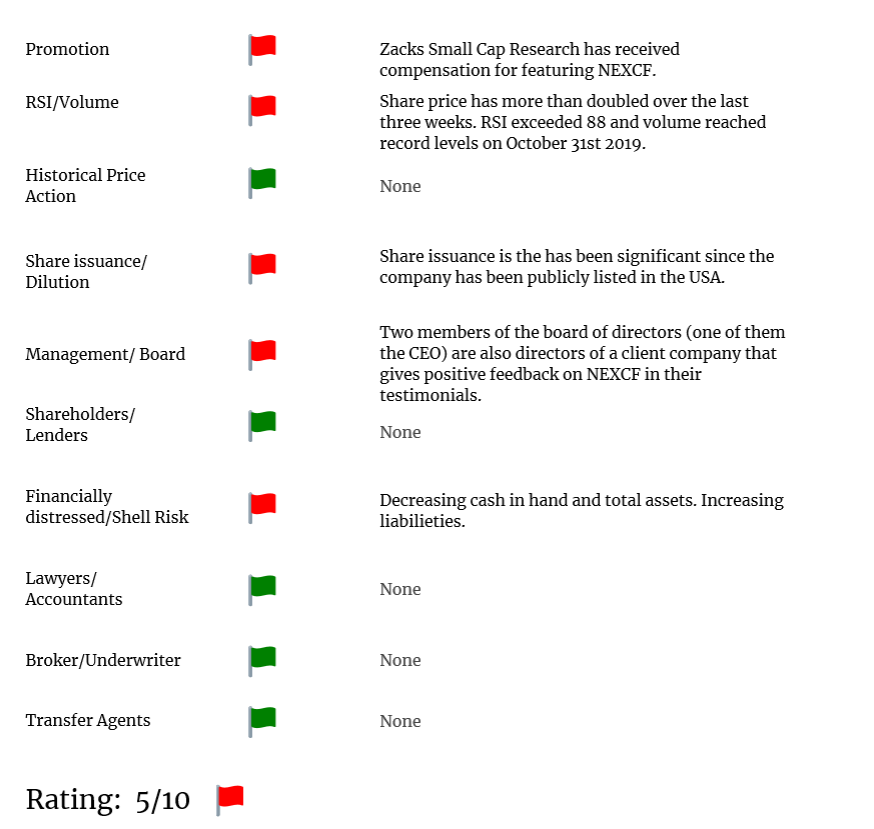 Promotion
Zacks Small Cap Research has received
compensation for featuring NEXCF.
RSI/Volume
Share price has more than doubled over the last
three weeks. RSI exceeded 88 and volume reached
record levels on October 31st 2019.
Historical Price
Action
None
Share issuance/
Dilution
Share issuance is the has been significant since the
company has been publicly listed in the USA.
Management/ Board
Two members of the board of directors (one of them
the CEO) are also directors of a client company that
gives positive feedback on NEXCF in their
testimonials.
Shareholders/
Lenders
None
Financially
distressed/Shell Risk
Decreasing cash in hand and total assets. Increasing
liabilieties.
Lawyers/
Accountants
None
Broker/Underwriter
None
Transfer Agents
None
Rating: 5/10